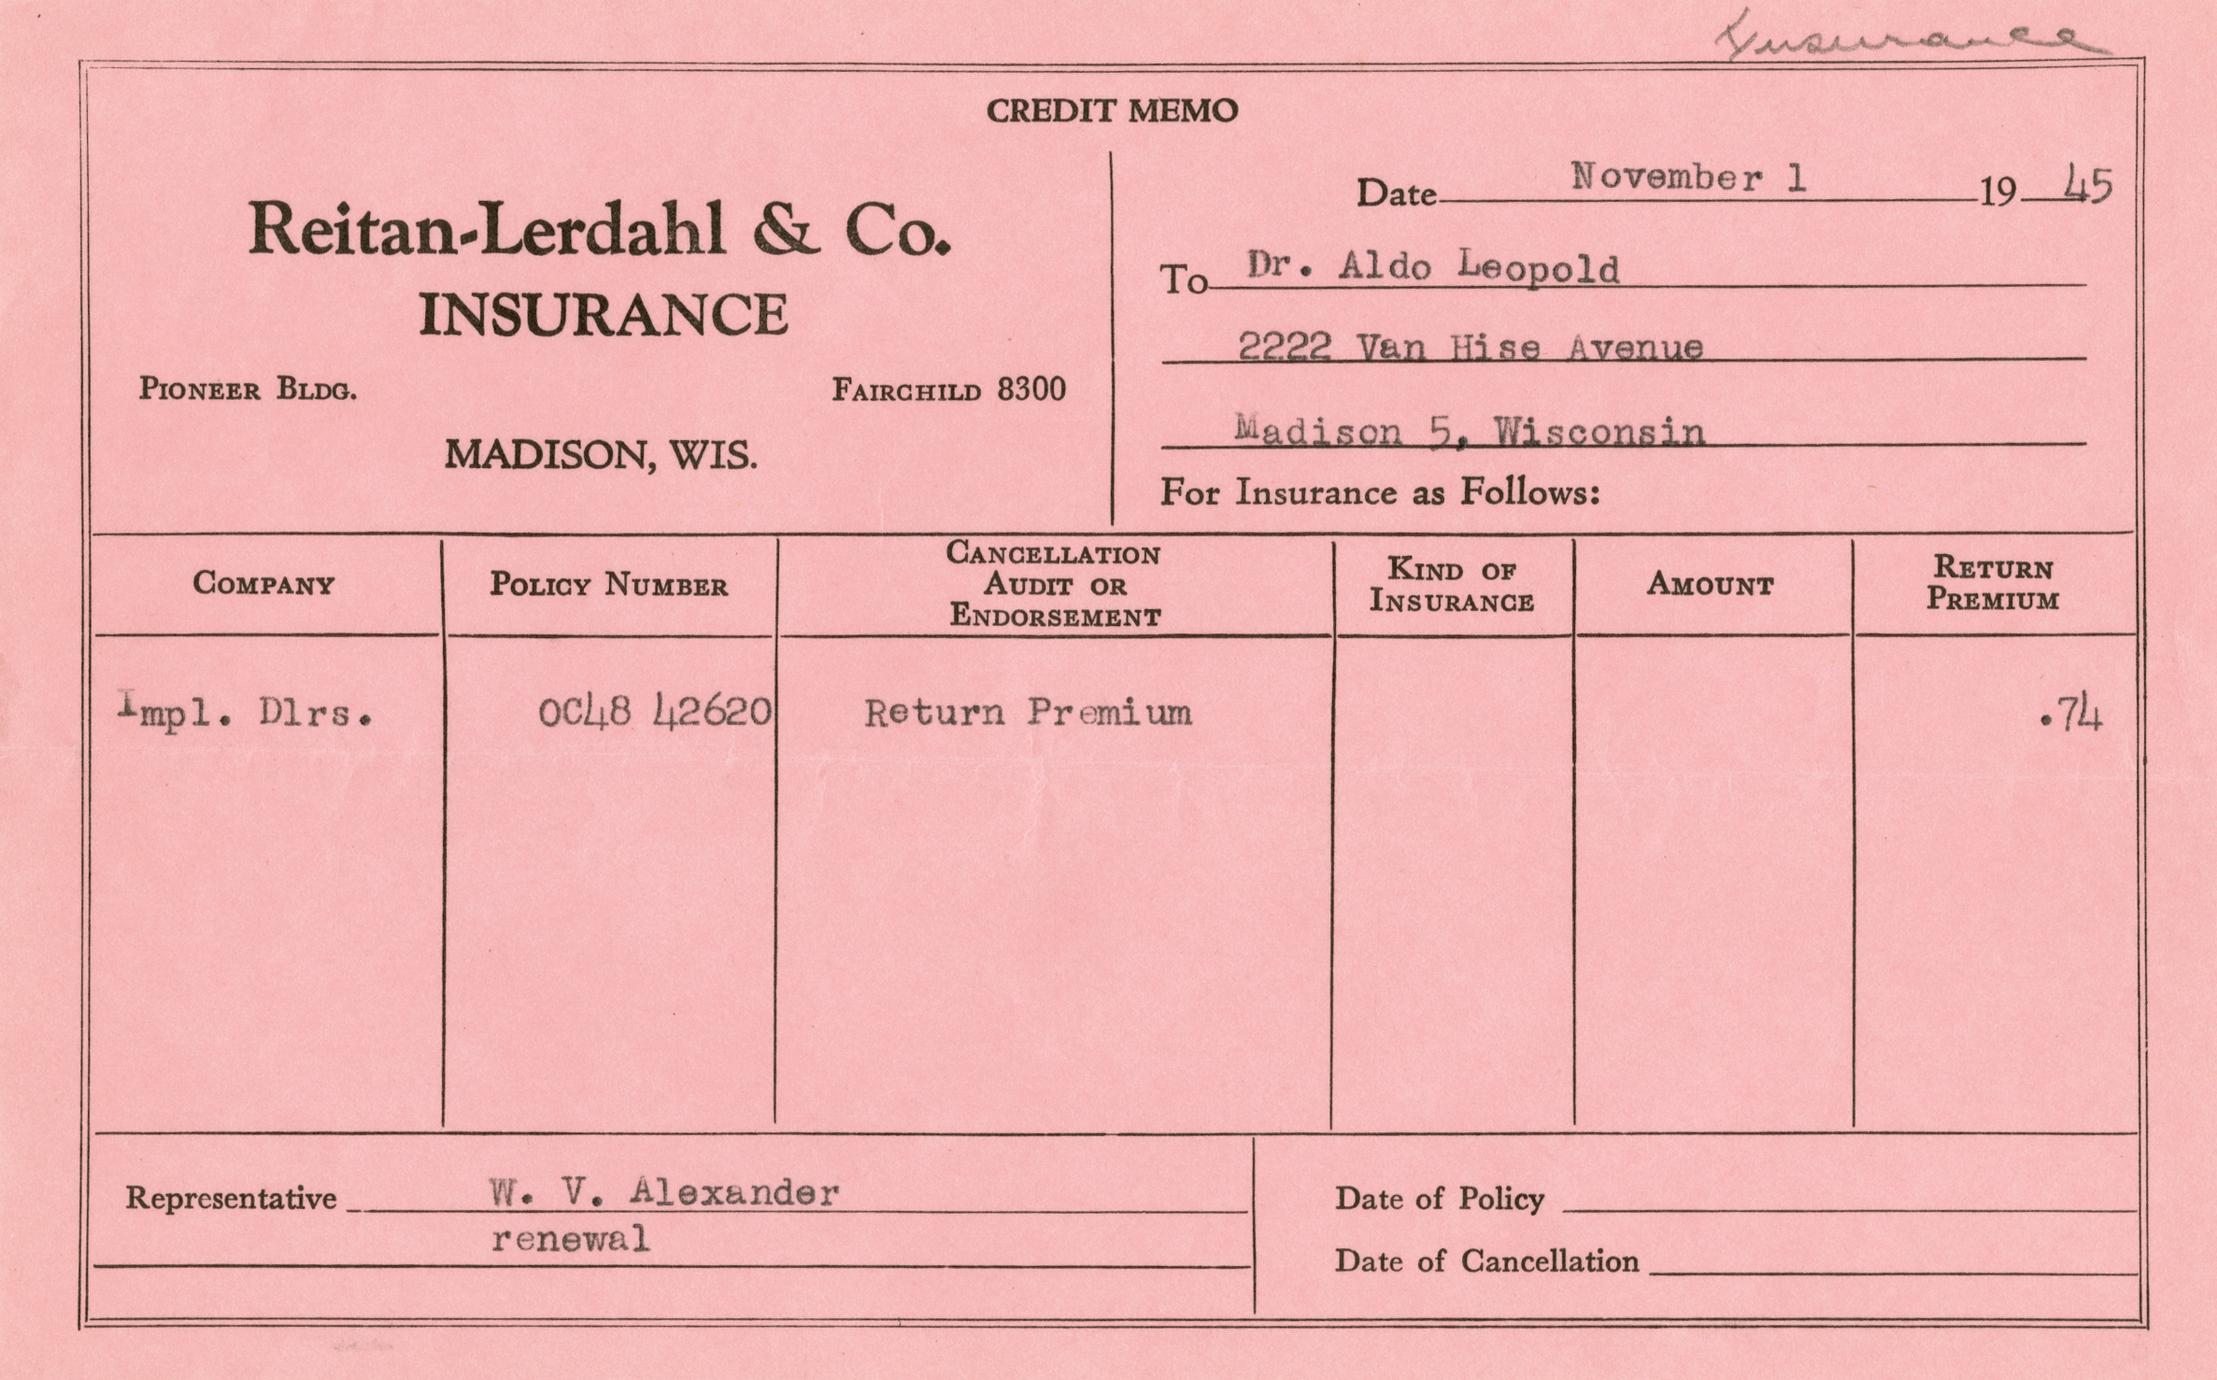 Insurance
CREDIT MEMO
Reitan-Lerdahl & Co.
INSURANCE
PIONEER BLDG. FAIRCHILD 8300
MADISON, WIS.
Date November 1 19 45
To Dr. Aldo Leopold
2222 Van Hise Avenue
Madison 5, Wisconsin
For Insurance as Follows:
COMPANY
POLICY NUMBER
CANCELLATION
AUDIT OR
ENDORSEMENT
KIND OF
INSURANCE
AMOUNT
RETURN
PREMIUM
Impl. Dlrs. OC48 42620 Return Premium .74
Representative W. V. Alexander
renewal
Date of Policy
Date of Cancellation